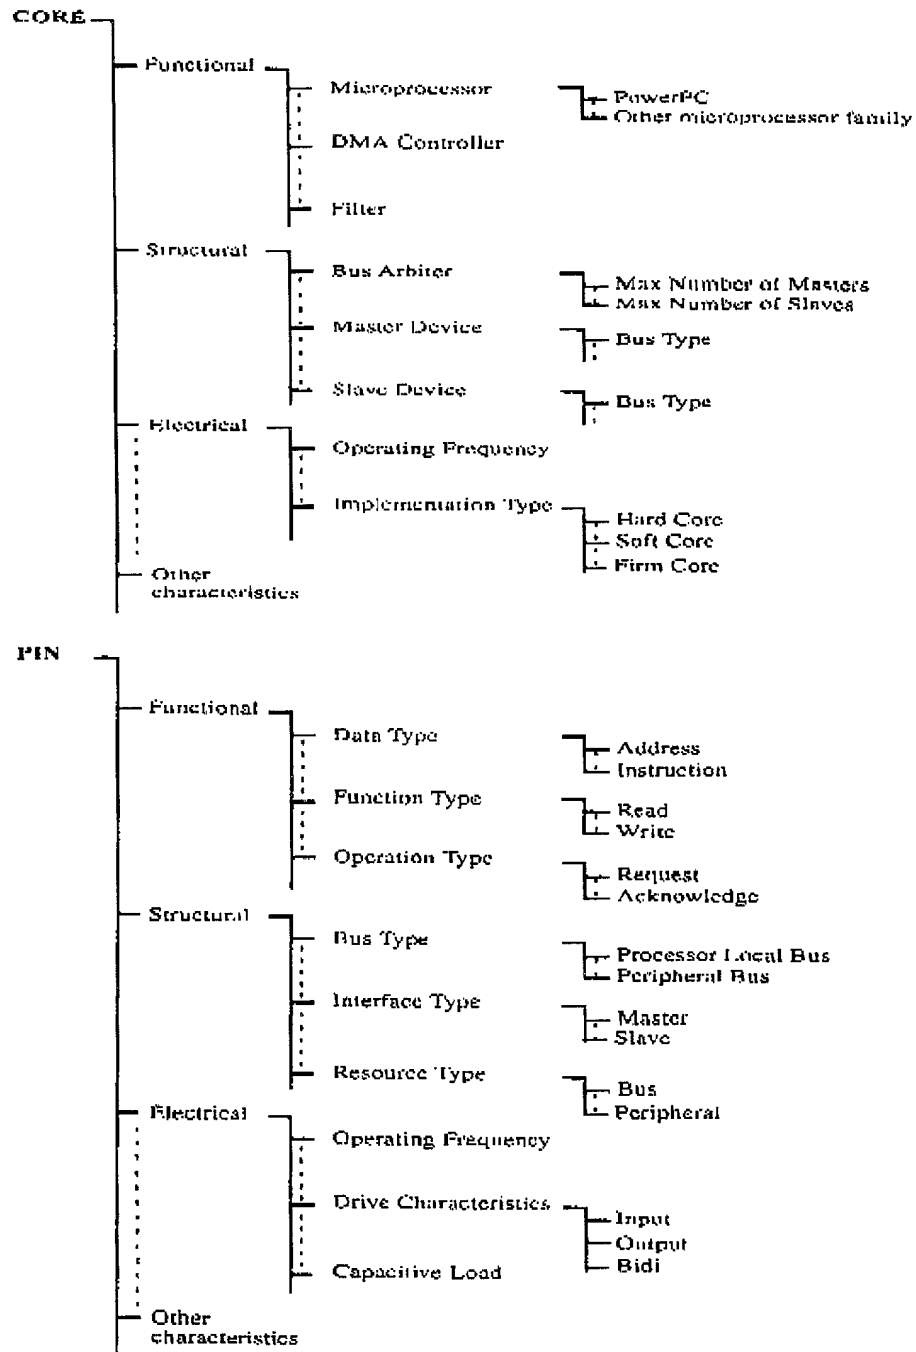 CORE
Functional
Microprocessor
PowerPC
Other microprocessor family
DMA Controller
Filter
Structural
Bus Arbiter
Max Number of Masters
Max Number of Slaves
Master Device
Bus Type
Slave Device
Bus Type
Electrical
Operating Frequency
Implementation Type
Hard Core
Soft Core
Firm Core
Other
characteristics
PIN
Functional
Data Type
Address
Instruction
Function Type
Read
Write
Operation Type
Request
Acknowledge
Structural
Bus Type
Processor Local Bus
Peripheral Bus
Interface Type
Master
Slave
Resource Type
Bus
Peripheral
Electrical
Operating Frequency
Drive Characteristics
Input
Output
Bidi
Capacitive Load
Other
characteristics